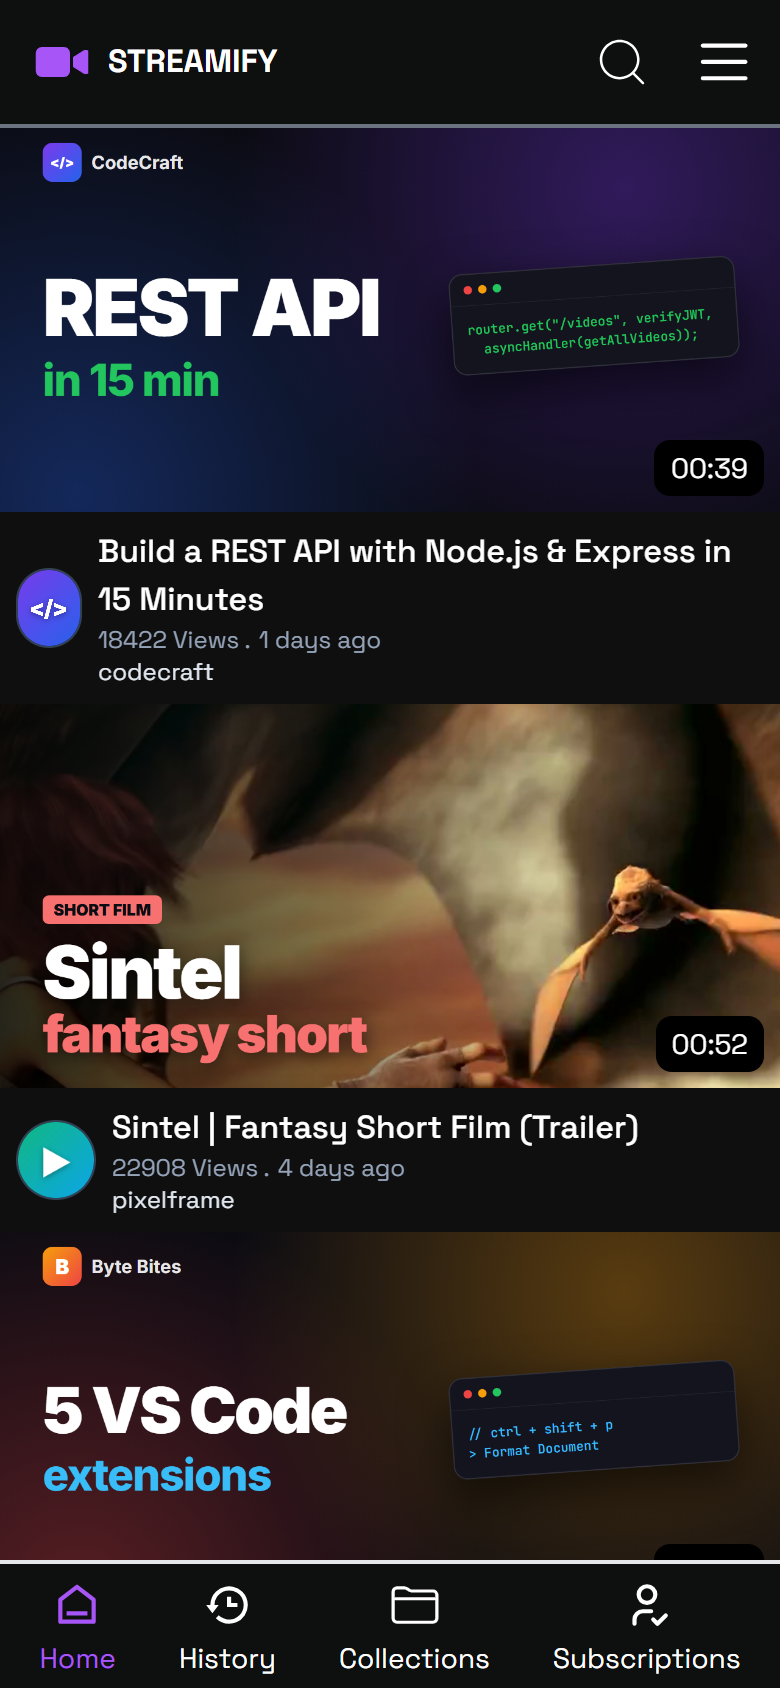 STREAMIFY
</> CodeCraft
REST API
in 15 min
router.get("/videos", verifyJWT,
asyncHandler(getAllVideos));
00:39
Build a REST API with Node.js & Express in
15 Minutes
</>
18422 Views . 1 days ago
codecraft
SHORT FILM
Sintel
fantasy short
00:52
Sintel | Fantasy Short Film (Trailer)
22908 Views . 4 days ago
pixelframe
B Byte Bites
5 VS Code
extensions
// ctrl + shift + p
> Format Document
Home History Collections Subscriptions